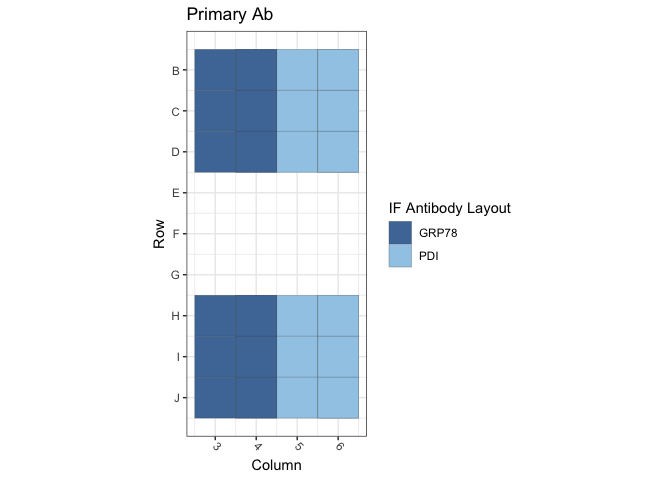 Primary Ab
B
C
D
E
F
G
H
I
J
Row
3
4
5
6
Column
IF Antibody Layout
GRP78
PDI